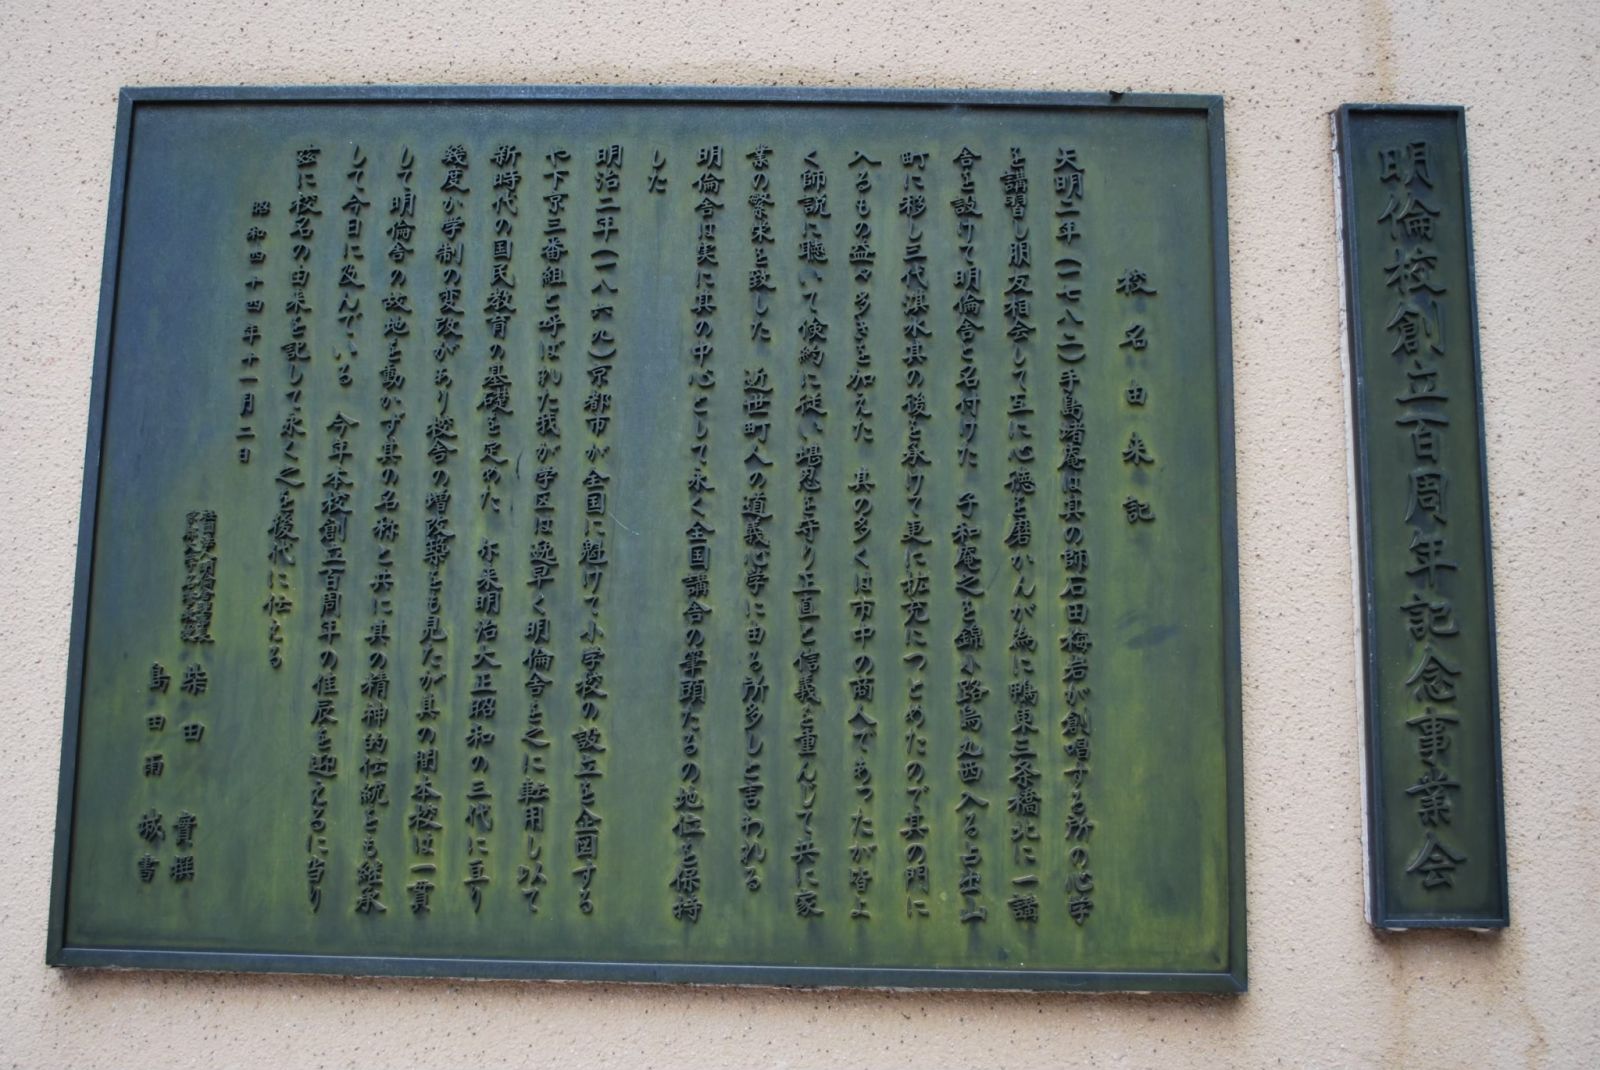 明倫校創立百周年記念事業会
校名由来記
天明二年(一七八二)手島堵庵は其の師石田梅岩が創唱する所の心学
を講習し朋友相会して互に心徳を磨かんが為に鴨東三条橋北に一講
舎を設けて明倫舎と名付けた 子和庵之を錦小路烏丸西入る占出山
町に移し三代淇水其の後を承けて更に拡充につとめたので其の門に
入るもの益々多きを加えた 其の多くは市中の商人であったが皆よ
く師説に聴いて倹約に従い堪忍を守り正直と信義を重んじて共に家
業の繁栄を致した 近世町人の道義心学に由る所多しと言われる
明倫舎は実に其の中心として永く全国講舎の筆頭たるの地位を保持
した
明治二年(一八六九)京都市が全国に魁けて小学校の設立を企図する
や下京三番組と呼ばれた我が学区は逸早く明倫舎を之に転用し以て
新時代の国民教育の基礎を定めた 尓来明治大正昭和の三代に亘り
幾度か学制の変改があり校舎の増改築をも見たが其の間本校は一貫
して明倫舎の故地を動かず其の名称と共に其の精神的伝統をも継承
して今日に及んでいる 今年本校創立百周年の佳辰を迎えるに当り
茲に校名の由来を記して永く之を後代に伝える
昭和四十四年十一月二日
柴田 實 撰
島田雨城書